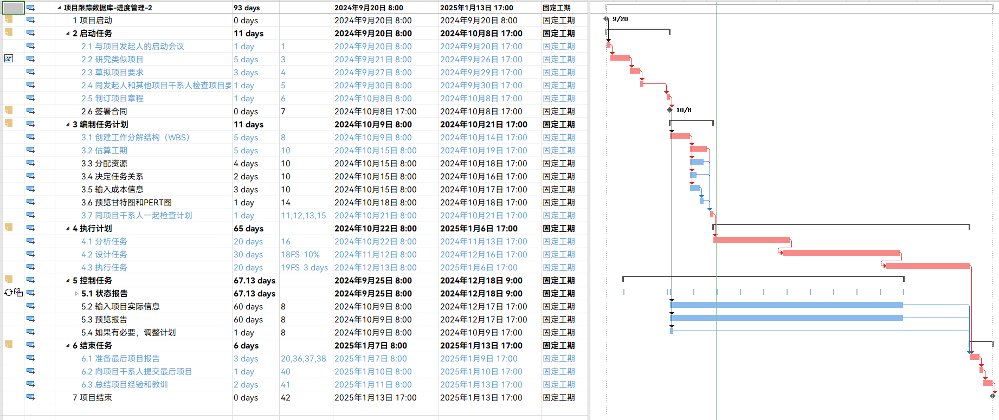 项目跟踪数据库-进度管理-2 93 days 2024年9月20日 8:00 2025年1月13日 17:00 固定工期
1 项目启动 0 days 2024年9月20日 8:00 2024年9月20日 8:00 固定工期 9/20
2 启动任务 11 days 2024年9月20日 8:00 2024年10月8日 17:00 固定工期
2.1 与项目发起人的启动会议 1 day 1 2024年9月20日 8:00 2024年9月20日 17:00 固定工期
2.2 研究类似项目 5 days 3 2024年9月21日 8:00 2024年9月26日 17:00 固定工期
2.3 草拟项目要求 3 days 4 2024年9月27日 8:00 2024年9月29日 17:00 固定工期
2.4 同发起人和其他项目干系人检查项目要 1 day 5 2024年9月30日 8:00 2024年9月30日 17:00 固定工期
2.5 制订项目章程 1 day 6 2024年10月8日 8:00 2024年10月8日 17:00 固定工期
2.6 签署合同 0 days 7 2024年10月8日 17:00 2024年10月8日 17:00 固定工期 10/8
3 编制任务计划 11 days 2024年10月9日 8:00 2024年10月21日 17:00 固定工期
3.1 创建工作分解结构（WBS） 5 days 8 2024年10月9日 8:00 2024年10月14日 17:00 固定工期
3.2 估算工期 5 days 10 2024年10月15日 8:00 2024年10月19日 17:00 固定工期
3.3 分配资源 4 days 10 2024年10月15日 8:00 2024年10月18日 17:00 固定工期
3.4 决定任务关系 2 days 10 2024年10月15日 8:00 2024年10月16日 17:00 固定工期
3.5 输入成本信息 3 days 10 2024年10月15日 8:00 2024年10月17日 17:00 固定工期
3.6 预览甘特图和PERT图 1 day 14 2024年10月18日 8:00 2024年10月18日 17:00 固定工期
3.7 同项目干系人一起检查计划 1 day 11,12,13,15 2024年10月21日 8:00 2024年10月21日 17:00 固定工期
4 执行计划 65 days 2024年10月22日 8:00 2025年1月6日 17:00 固定工期
4.1 分析任务 20 days 16 2024年10月22日 8:00 2024年11月13日 17:00 固定工期
4.2 设计任务 30 days 18FS-10% 2024年11月12日 8:00 2024年12月16日 17:00 固定工期
4.3 执行任务 20 days 19FS-3 days 2024年12月13日 8:00 2025年1月6日 17:00 固定工期
5 控制任务 67.13 days 2024年9月25日 8:00 2024年12月18日 9:00 固定工期
5.1 状态报告 67.13 days 2024年9月25日 8:00 2024年12月18日 9:00 固定工期
5.2 输入项目实际信息 60 days 8 2024年10月9日 8:00 2024年12月17日 17:00 固定工期
5.3 预览报告 60 days 8 2024年10月9日 8:00 2024年12月17日 17:00 固定工期
5.4 如果有必要，调整计划 1 day 8 2024年10月9日 8:00 2024年10月9日 17:00 固定工期
6 结束任务 6 days 2025年1月7日 8:00 2025年1月13日 17:00 固定工期
6.1 准备最后项目报告 3 days 20,36,37,38 2025年1月7日 8:00 2025年1月9日 17:00 固定工期
6.2 向项目干系人提交最后项目 1 day 40 2025年1月10日 8:00 2025年1月10日 17:00 固定工期
6.3 总结项目经验和教训 2 days 41 2025年1月11日 8:00 2025年1月13日 17:00 固定工期
7 项目结束 0 days 42 2025年1月13日 17:00 2025年1月13日 17:00 固定工期